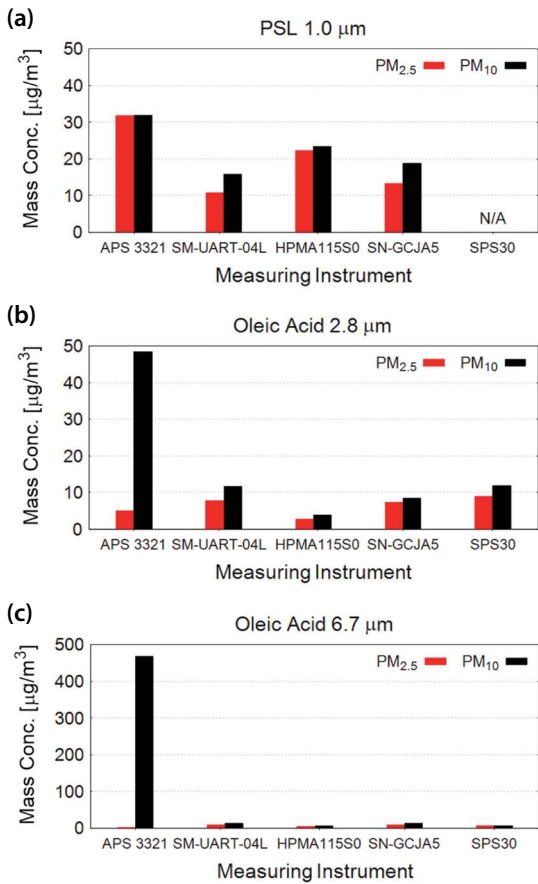 (a)
PSL 1.0 μm
PM2.5 PM10
Mass Conc. [μg/m3]
50
40
30
20
10
0
N/A
APS 3321 SM-UART-04L HPMA115S0 SN-GCJA5 SPS30
Measuring Instrument
(b)
Oleic Acid 2.8 μm
PM2.5 PM10
Mass Conc. [μg/m3]
50
40
30
20
10
0
APS 3321 SM-UART-04L HPMA115S0 SN-GCJA5 SPS30
Measuring Instrument
(c)
Oleic Acid 6.7 μm
PM2.5 PM10
Mass Conc. [μg/m3]
500
400
300
200
100
0
APS 3321 SM-UART-04L HPMA115S0 SN-GCJA5 SPS30
Measuring Instrument